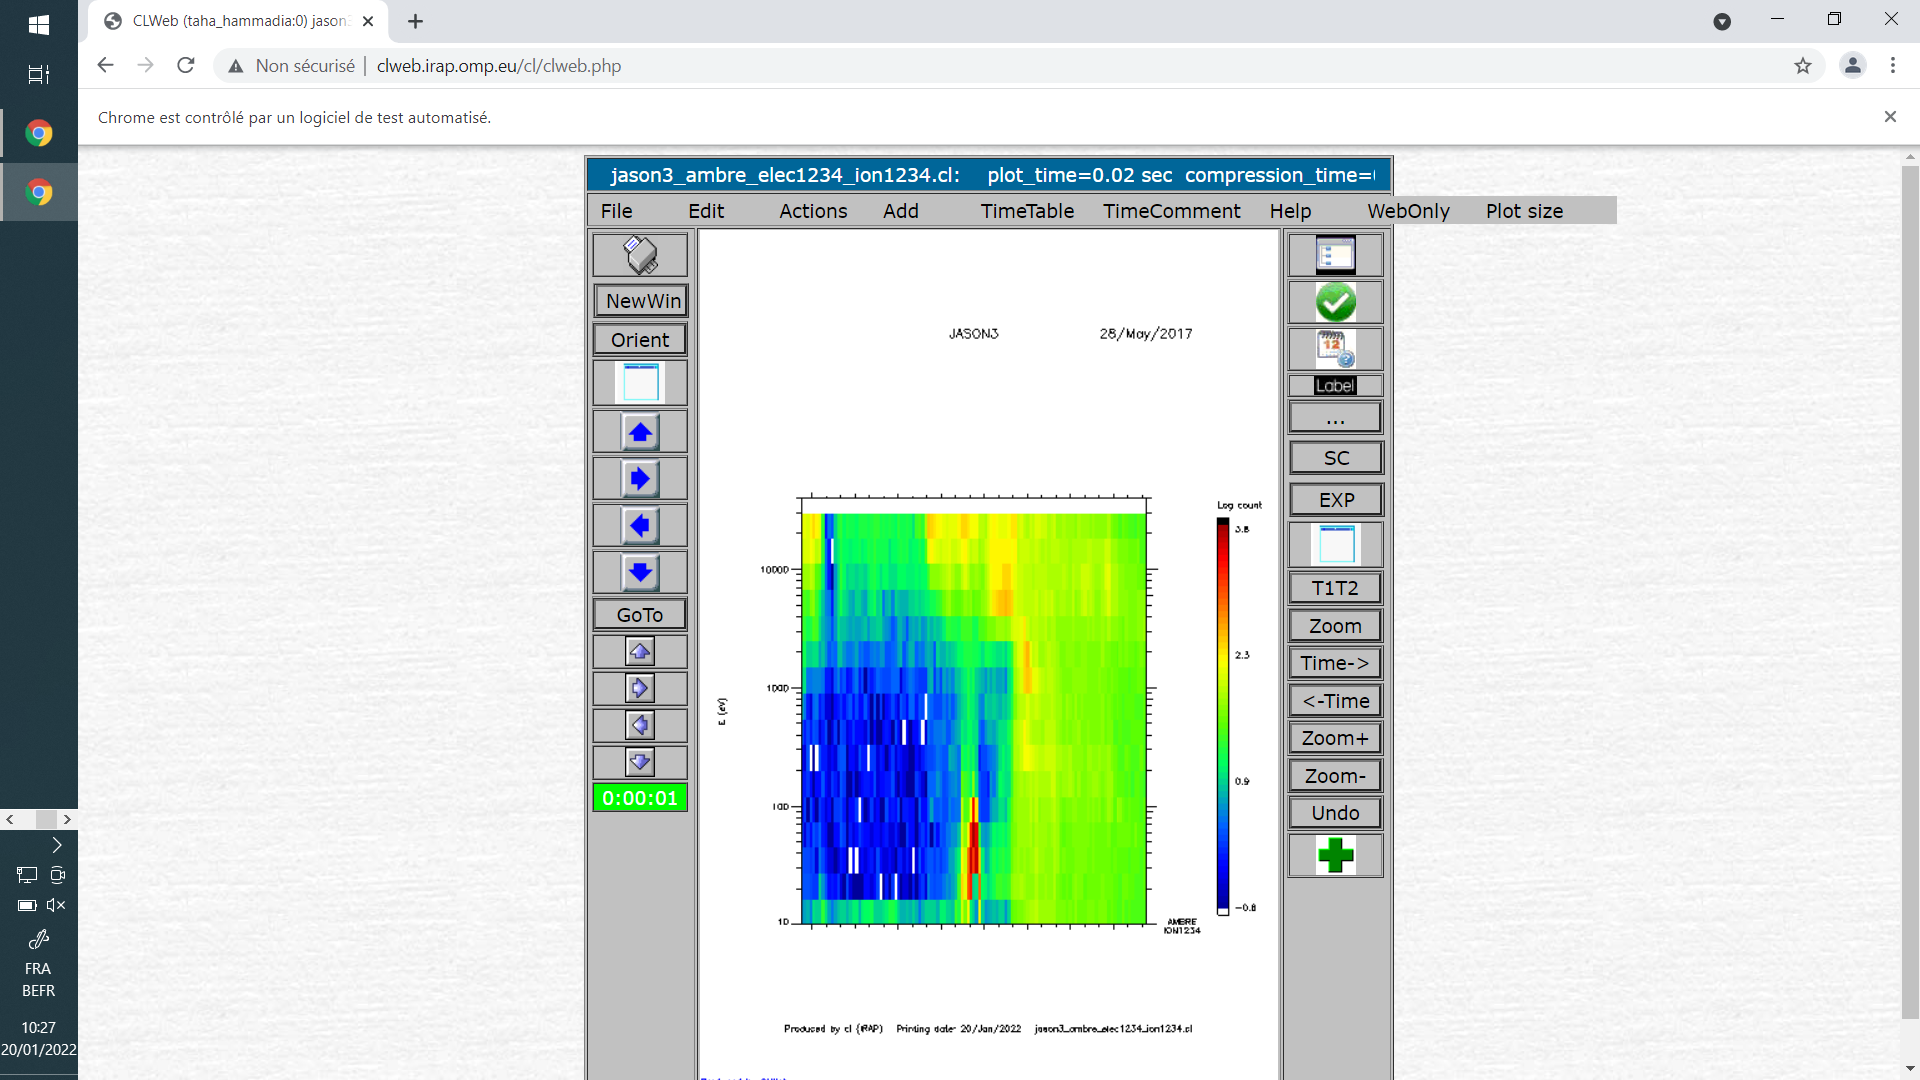 CLWeb (taha_hammadia:0) jason3
Non sécurisé | clweb.irap.omp.eu/cl/clweb.php
Chrome est contrôlé par un logiciel de test automatisé.
jason3_ambre_elec1234_ion1234.cl: plot_time=0.02 sec compression_time=
File Edit Actions Add TimeTable TimeComment Help WebOnly Plot size
NewWin
Orient
GoTo
0:00:01
JASON3 28/May/2017
Log count
3.8
2.3
0.9
-0.8
10000
1000
100
10
E (eV)
AMBRE
ION1234
Produced by cl (IRAP) Printing date: 20/Jan/2022 jason3_ambre_elec1234_ion1234.cl
12
Label
...
SC
EXP
T1T2
Zoom
Time->
<-Time
Zoom+
Zoom-
Undo
FRA
BEFR
10:27
20/01/2022